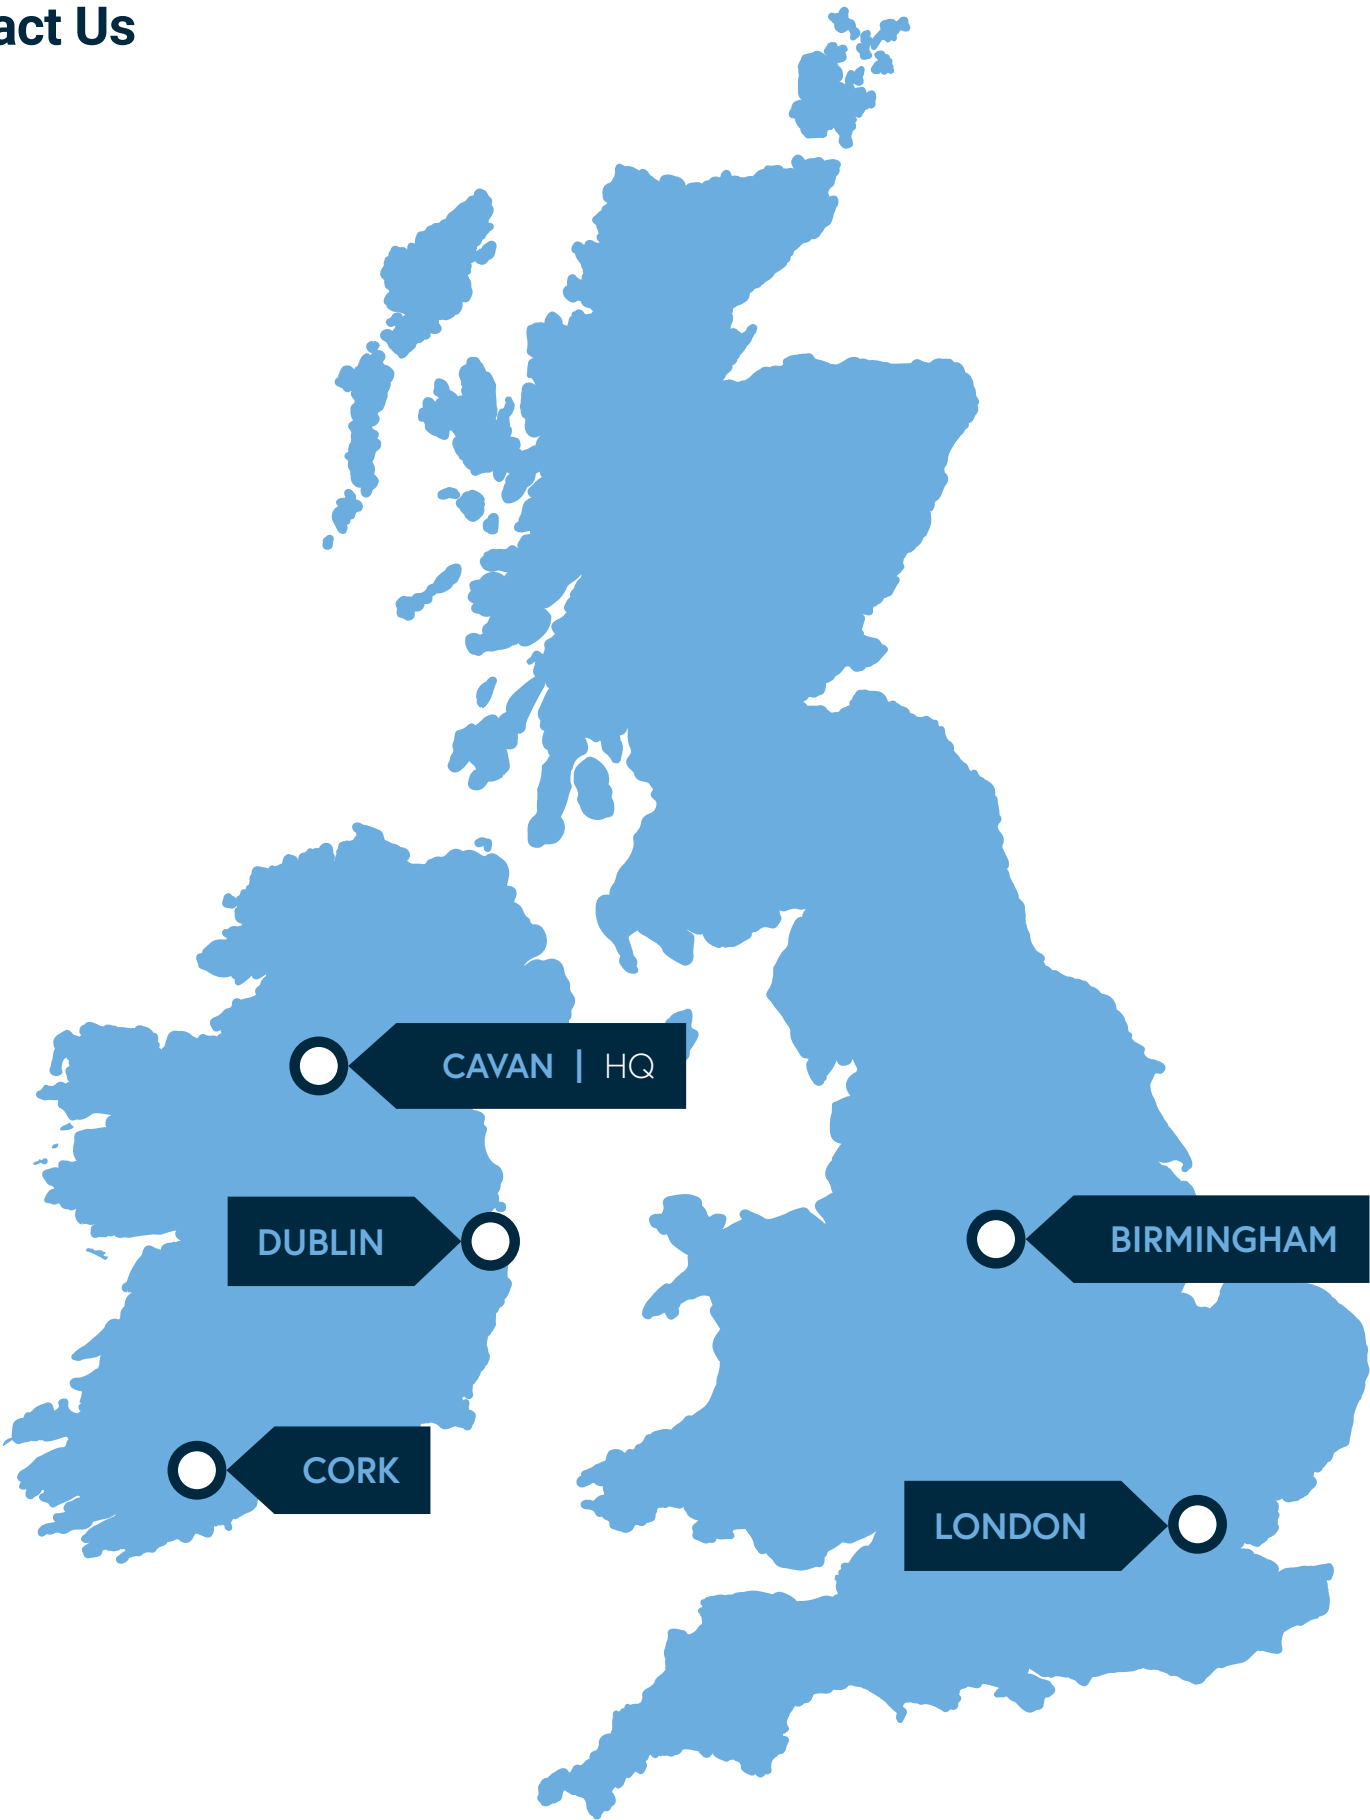 act Us
CAVAN | HQ
DUBLIN
BIRMINGHAM
CORK
LONDON